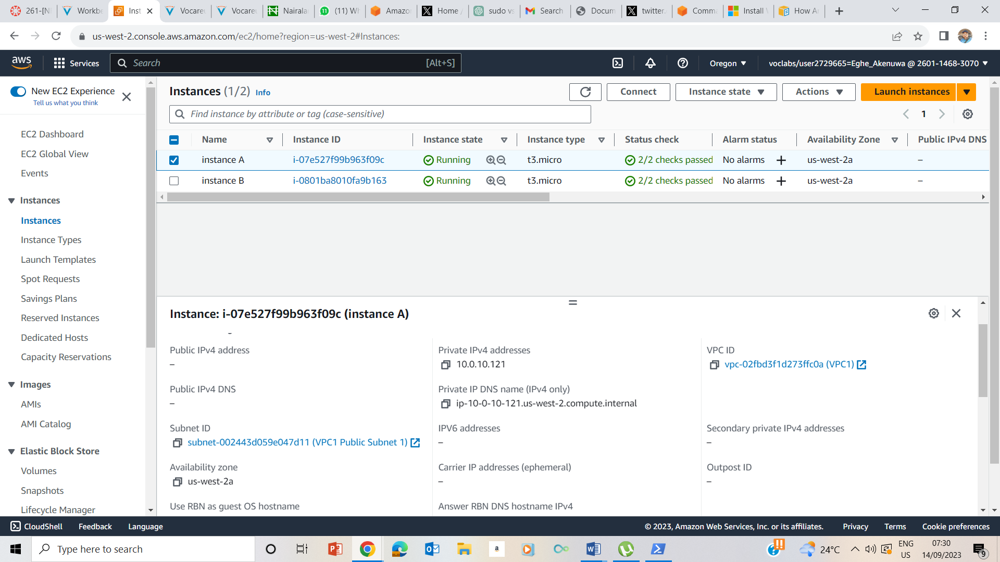 261-[NI
Workbe
Inst
Vocareu
Vocareu
Nairalan
(11) Wh
Amazon
Home /
sudo vs
Search
Docum
twitter.
Comma
Install V
How Am
us-west-2.console.aws.amazon.com/ec2/home?region=us-west-2#Instances:
aws
Services
Search
[Alt+S]
Oregon
voclabs/user2729665=Eghe_Akenuwa @ 2601-1468-3070
New EC2 Experience
Tell us what you think
EC2 Dashboard
EC2 Global View
Events
Instances
Instances
Instance Types
Launch Templates
Spot Requests
Savings Plans
Reserved Instances
Dedicated Hosts
Capacity Reservations
Images
AMIs
AMI Catalog
Elastic Block Store
Volumes
Snapshots
Lifecycle Manager
Instances (1/2) Info
Connect
Instance state
Actions
Launch instances
Find instance by attribute or tag (case-sensitive)
1
Name Instance ID Instance state Instance type Status check Alarm status Availability Zone Public IPv4 DNS
instance A i-07e527f99b963f09c Running t3.micro 2/2 checks passed No alarms + us-west-2a –
instance B i-0801ba8010fa9b163 Running t3.micro 2/2 checks passed No alarms + us-west-2a –
Instance: i-07e527f99b963f09c (instance A)
Public IPv4 address
–
Private IPv4 addresses
10.0.10.121
VPC ID
vpc-02fbd3f1d273ffc0a (VPC1)
Public IPv4 DNS
–
Private IP DNS name (IPv4 only)
ip-10-0-10-121.us-west-2.compute.internal
Subnet ID
subnet-002443d059e047d11 (VPC1 Public Subnet 1)
IPV6 addresses
–
Secondary private IPv4 addresses
–
Availability zone
us-west-2a
Carrier IP addresses (ephemeral)
–
Outpost ID
–
Use RBN as guest OS hostname
Answer RBN DNS hostname IPv4
CloudShell
Feedback
Language
© 2023, Amazon Web Services, Inc. or its affiliates.
Privacy
Terms
Cookie preferences
Type here to search
24°C
ENG
US
07:30
14/09/2023
9